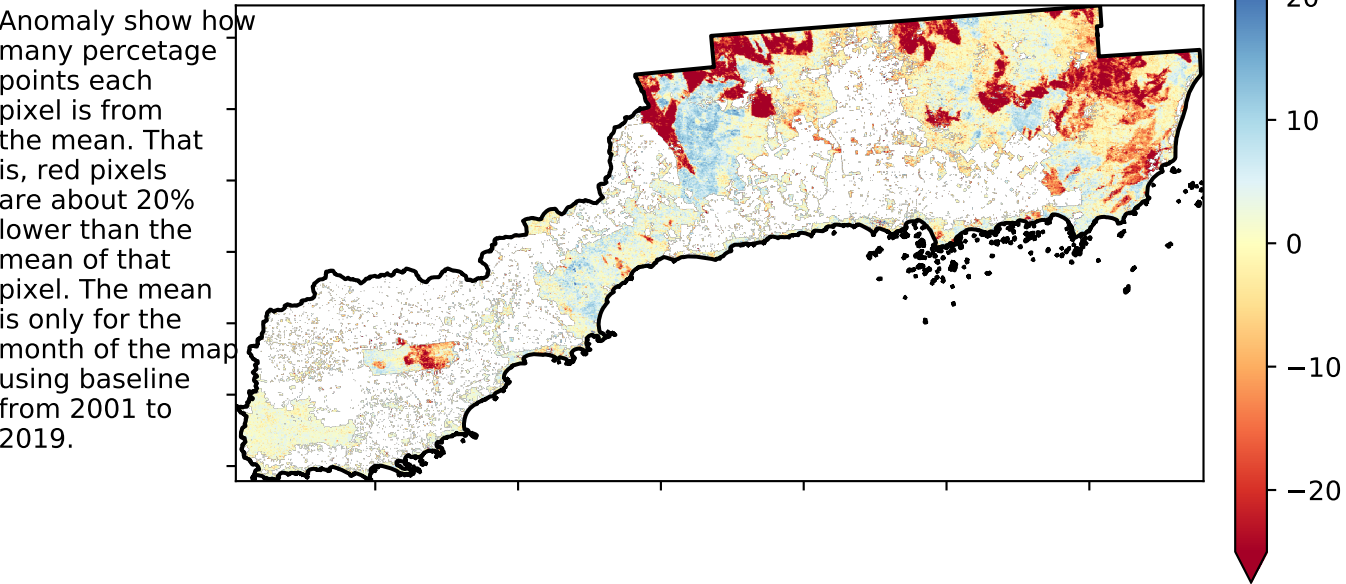 Anomaly show how
many percetage
points each
pixel is from
the mean. That
is, red pixels
are about 20%
lower than the
mean of that
pixel. The mean
is only for the
month of the map
using baseline
from 2001 to
2019.
20
10
0
−10
−20